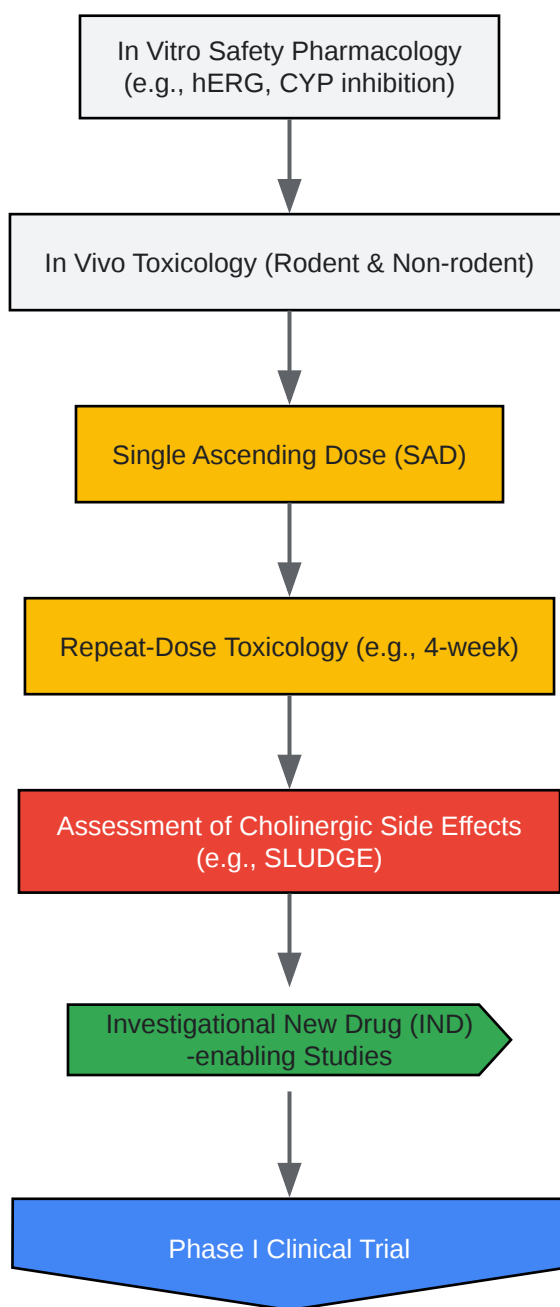 In Vitro Safety Pharmacology
(e.g., hERG, CYP inhibition)
In Vivo Toxicology (Rodent & Non-rodent)
Single Ascending Dose (SAD)
Repeat-Dose Toxicology (e.g., 4-week)
Assessment of Cholinergic Side Effects
(e.g., SLUDGE)
Investigational New Drug (IND)
-enabling Studies
Phase I Clinical Trial